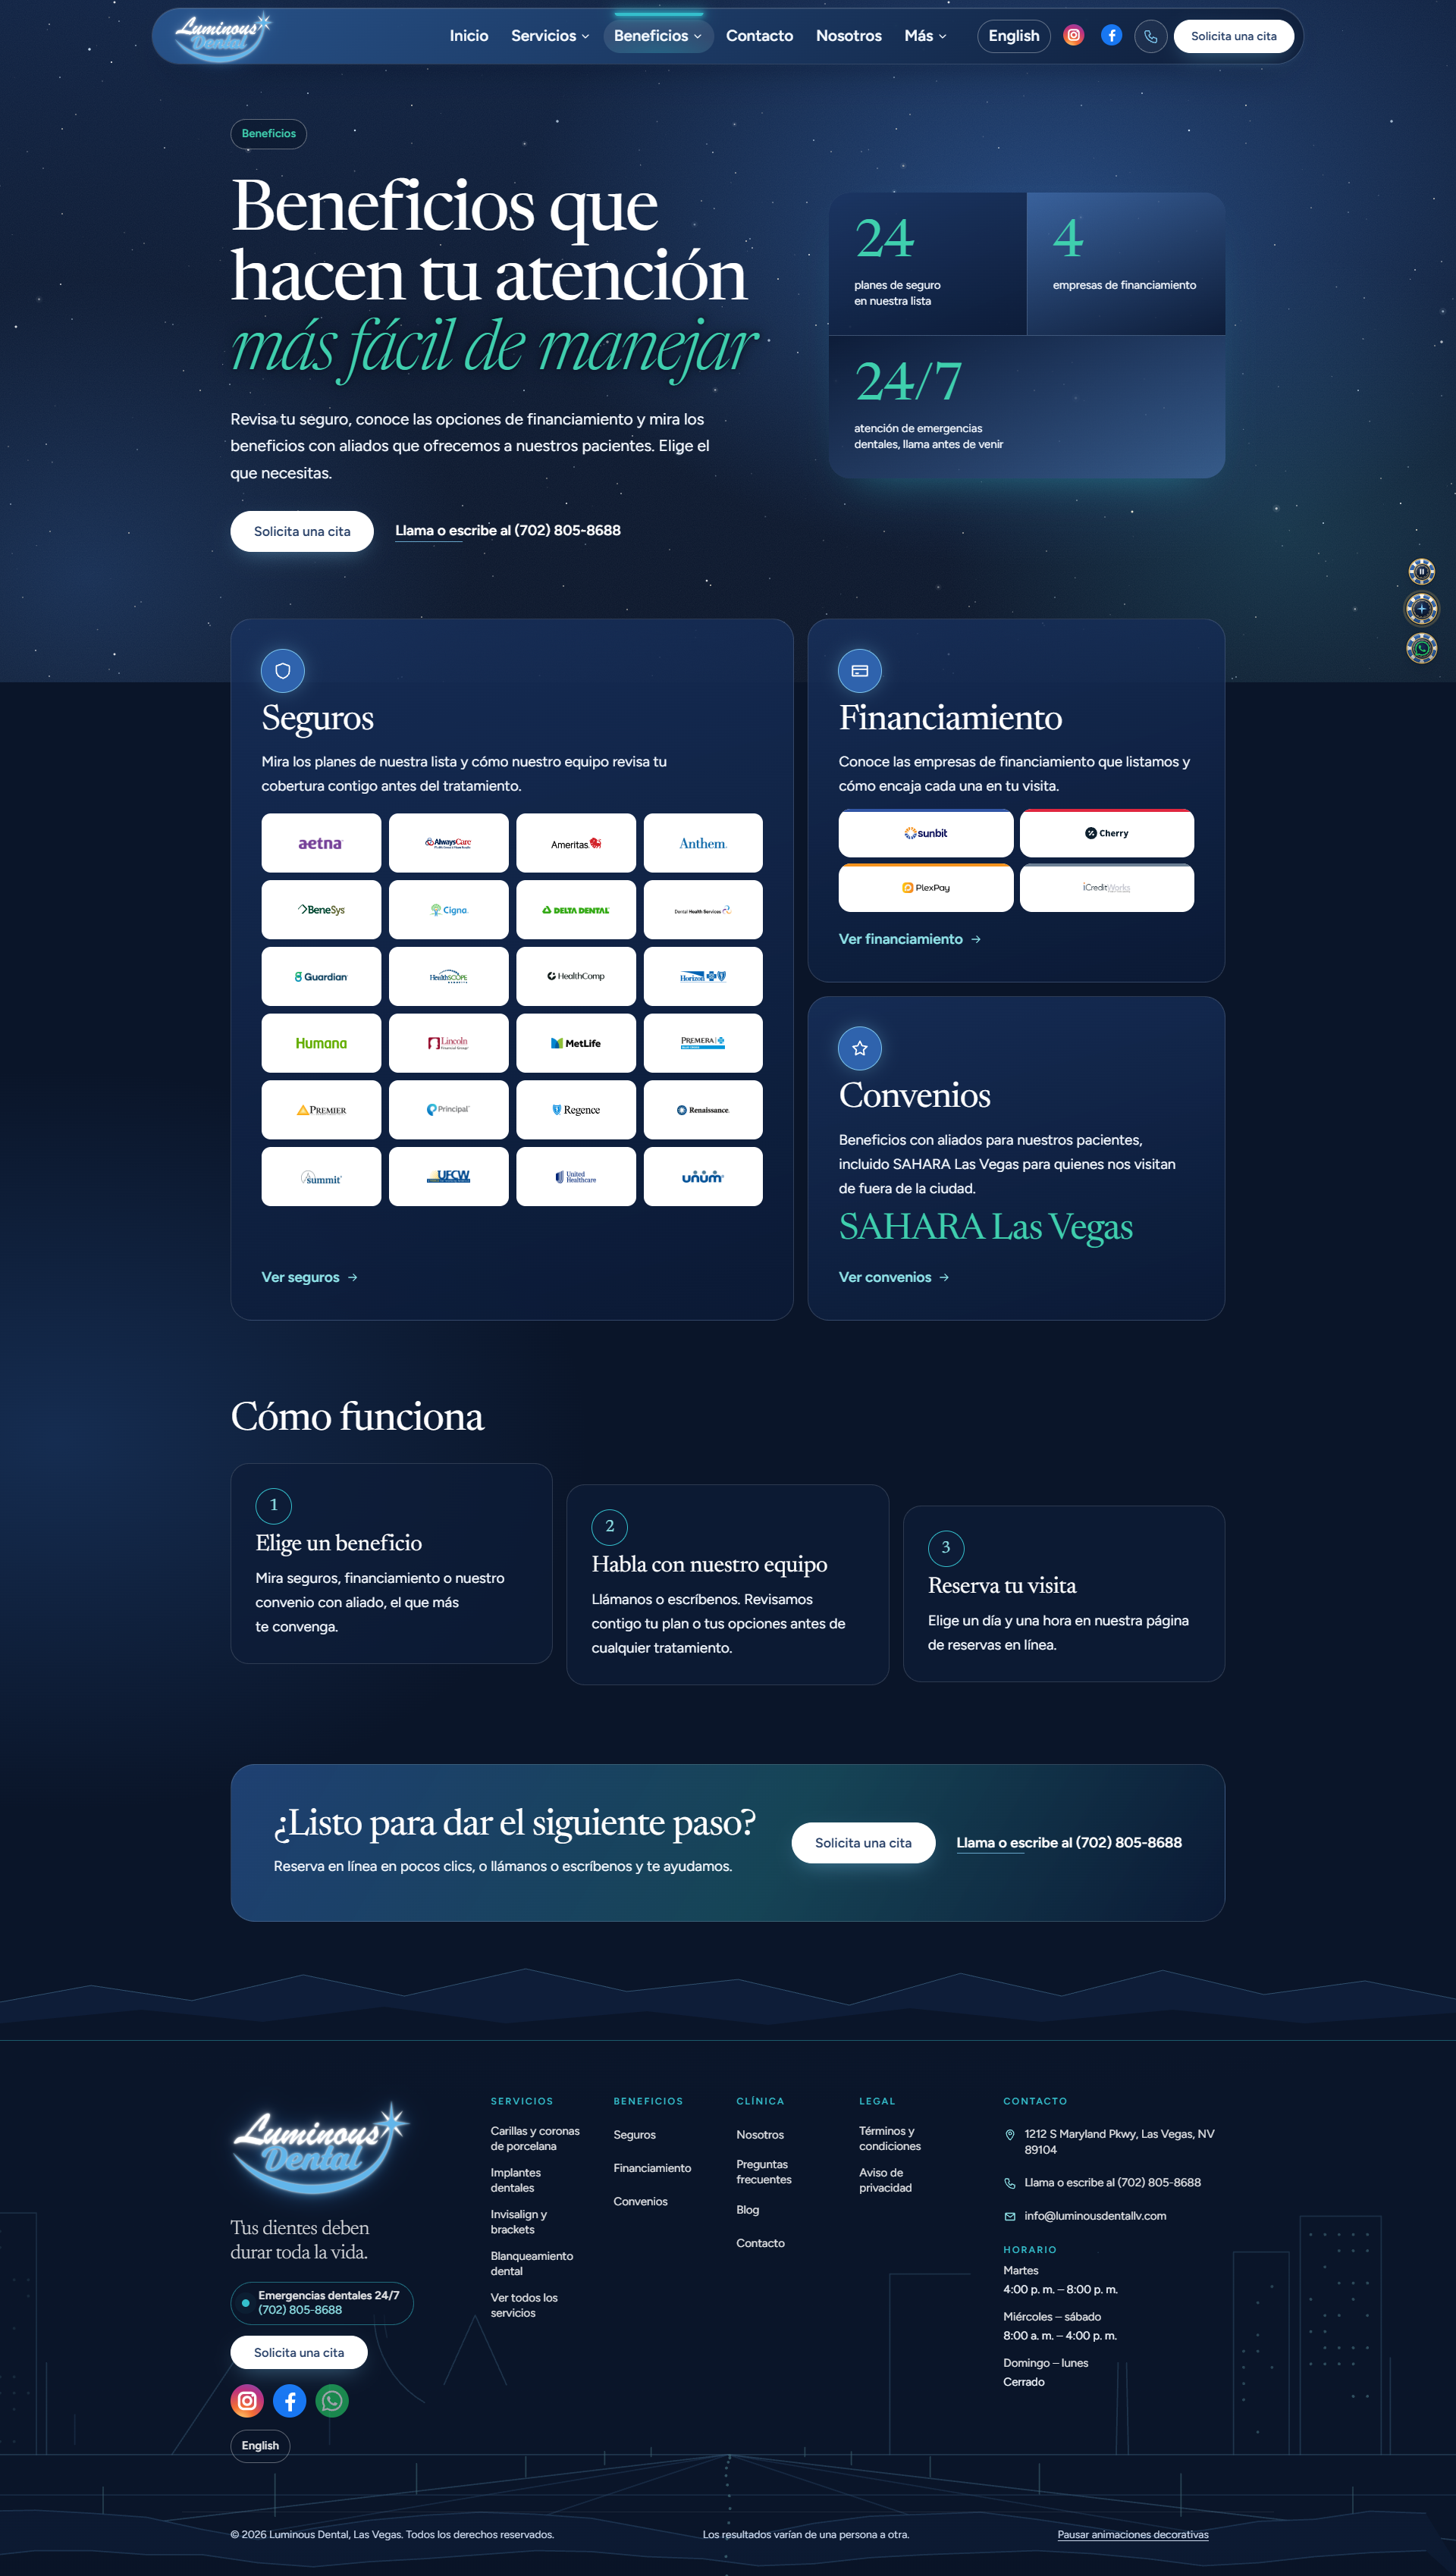 Luminous Dental
Inicio Servicios Beneficios Contacto Nosotros Más English Solicita una cita
Beneficios
Beneficios que
hacen tu atención
más fácil de manejar
Revisa tu seguro, conoce las opciones de financiamiento y mira los
beneficios con aliados que ofrecemos a nuestros pacientes. Elige el
que necesitas.
Solicita una cita Llama o escribe al (702) 805-8688
24
planes de seguro
en nuestra lista
4
empresas de financiamiento
24/7
atención de emergencias
dentales, llama antes de venir
Seguros
Mira los planes de nuestra lista y cómo nuestro equipo revisa tu
cobertura contigo antes del tratamiento.
aetna AlwaysCare Ameritas Anthem
BeneSys Cigna DELTA DENTAL Dental Health Services
Guardian HealthSCOPE BENEFITS HealthComp Horizon
Humana Lincoln Financial Group MetLife PREMERA
PREMIER Principal Regence Renaissance
summit UFCW United Healthcare unum
Ver seguros
Financiamiento
Conoce las empresas de financiamiento que listamos y
cómo encaja cada una en tu visita.
sunbit Cherry
PlexPay iCreditWorks
Ver financiamiento
Convenios
Beneficios con aliados para nuestros pacientes,
incluido SAHARA Las Vegas para quienes nos visitan
de fuera de la ciudad.
SAHARA Las Vegas
Ver convenios
Cómo funciona
1
Elige un beneficio
Mira seguros, financiamiento o nuestro
convenio con aliado, el que más
te convenga.
2
Habla con nuestro equipo
Llámanos o escríbenos. Revisamos
contigo tu plan o tus opciones antes de
cualquier tratamiento.
3
Reserva tu visita
Elige un día y una hora en nuestra página
de reservas en línea.
¿Listo para dar el siguiente paso?
Reserva en línea en pocos clics, o llámanos o escríbenos y te ayudamos.
Solicita una cita Llama o escribe al (702) 805-8688
Luminous
Dental
Tus dientes deben
durar toda la vida.
Emergencias dentales 24/7
(702) 805-8688
Solicita una cita
English
SERVICIOS
Carillas y coronas
de porcelana
Implantes
dentales
Invisalign y
brackets
Blanqueamiento
dental
Ver todos los
servicios
BENEFICIOS
Seguros
Financiamiento
Convenios
CLÍNICA
Nosotros
Preguntas
frecuentes
Blog
Contacto
LEGAL
Términos y
condiciones
Aviso de
privacidad
CONTACTO
1212 S Maryland Pkwy, Las Vegas, NV
89104
Llama o escribe al (702) 805-8688
info@luminousdentallv.com
HORARIO
Martes
4:00 p. m. – 8:00 p. m.
Miércoles – sábado
8:00 a. m. – 4:00 p. m.
Domingo – lunes
Cerrado
© 2026 Luminous Dental, Las Vegas. Todos los derechos reservados. Los resultados varían de una persona a otra. Pausar animaciones decorativas